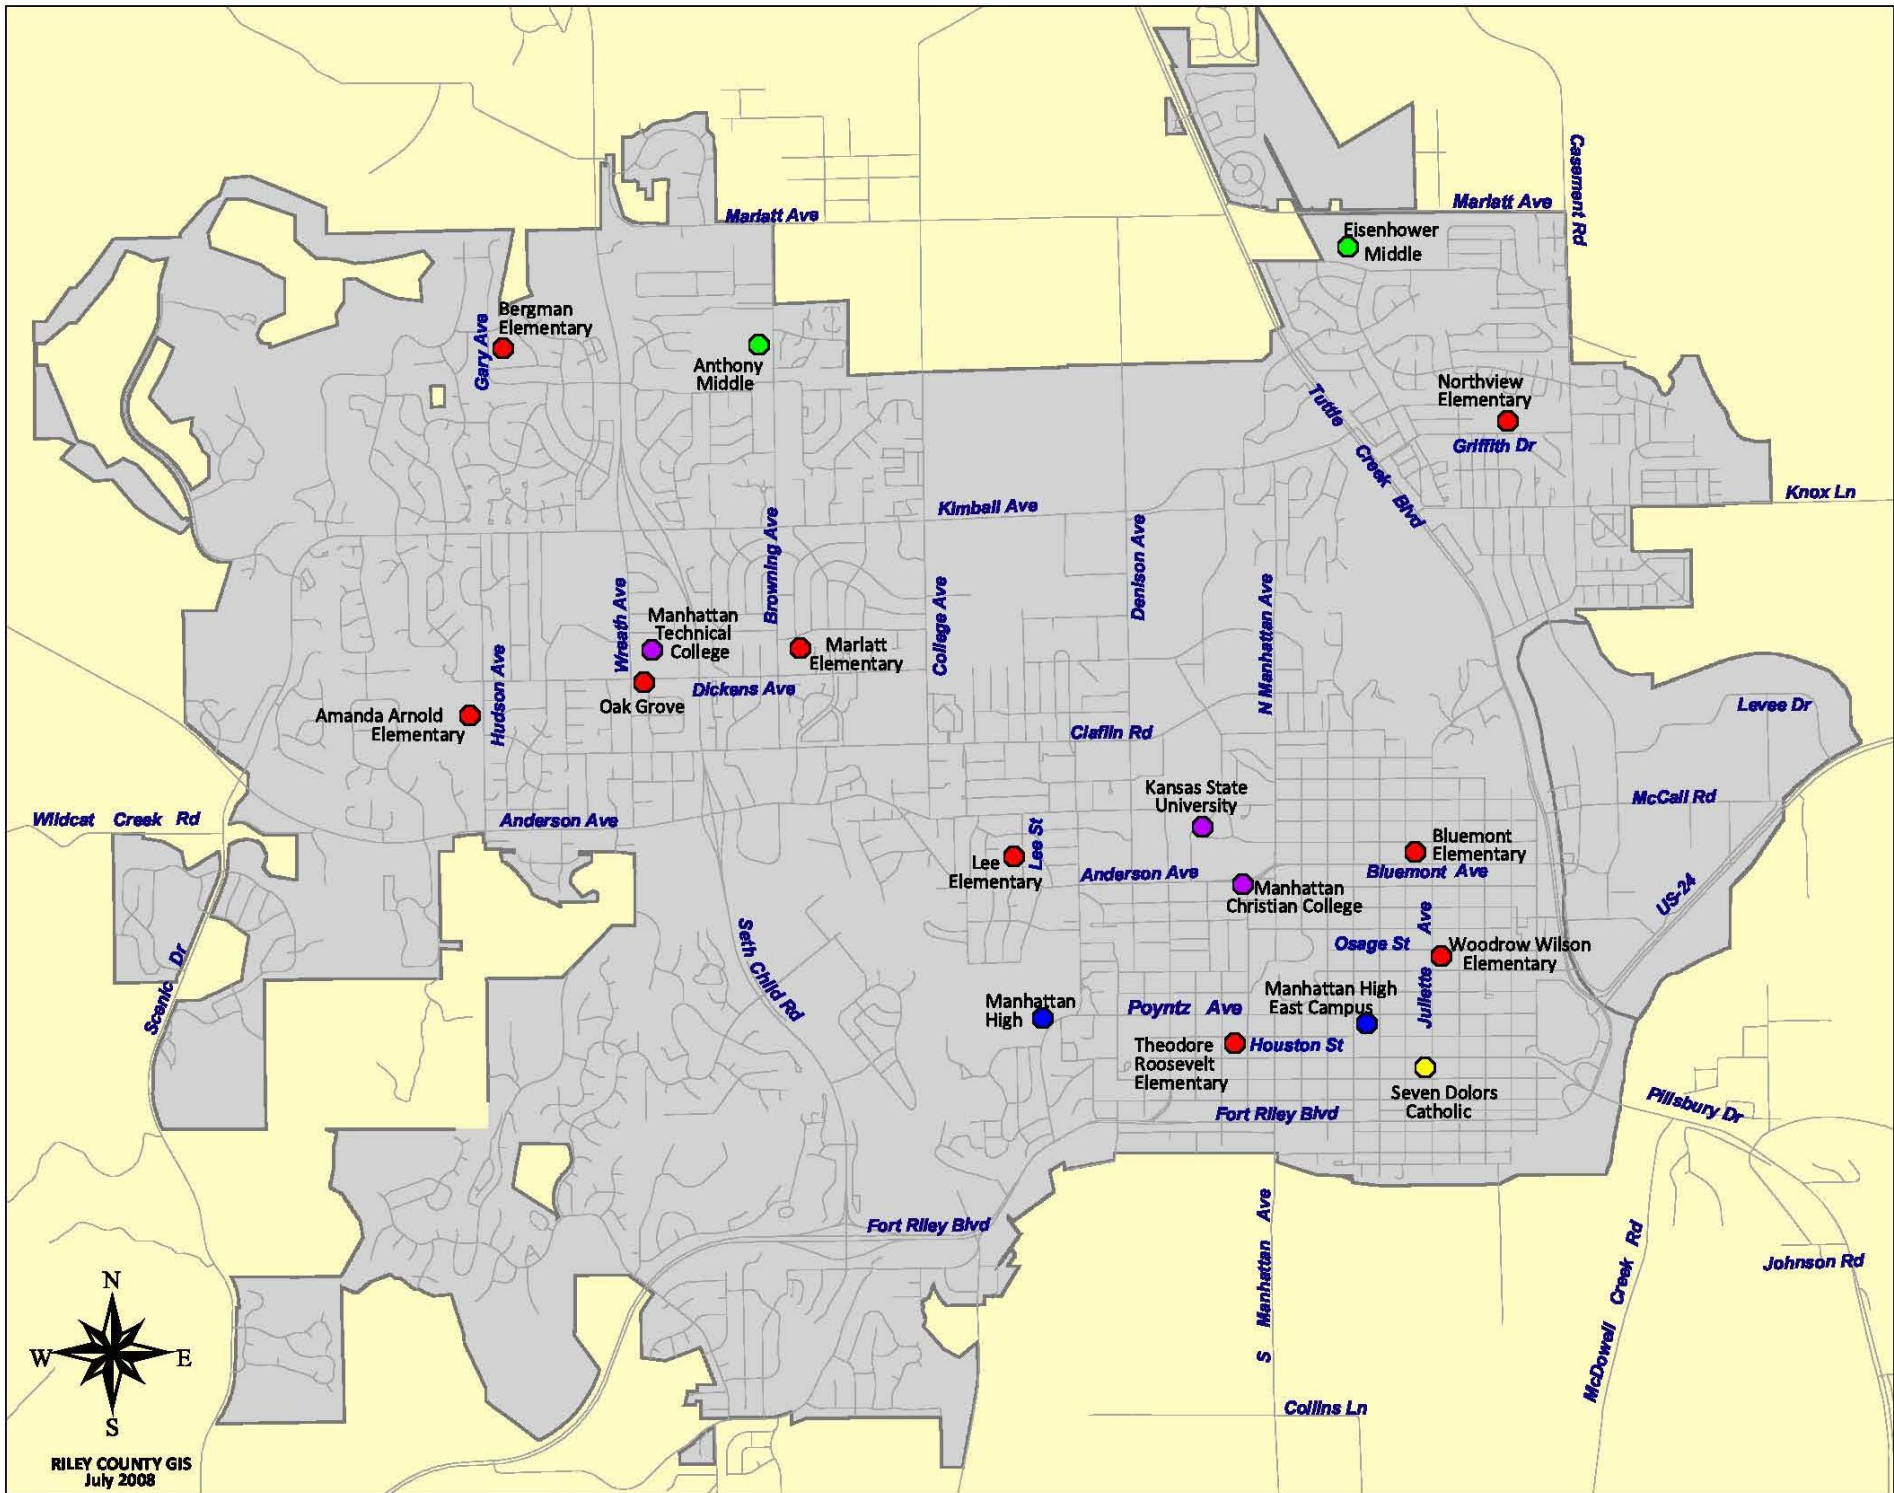 Casement Rd
Marlatt Ave
Marlatt Ave
Eisenhower
Middle
Bergman
Elementary
Gary Ave
Anthony
Middle
Northview
Elementary
Griffith Dr
Tuttle Creek Blvd
Knox Ln
Kimball Ave
Browning Ave
Denison Ave
Wreath Ave
College Ave
N Manhattan Ave
Manhattan
Technical
College
Marlatt
Elementary
Hudson Ave
Dickens Ave
Oak Grove
Amanda Arnold
Elementary
Claflin Rd
Levee Dr
Kansas State
University
McCall Rd
Wildcat Creek Rd
Anderson Ave
Lee St
Lee
Elementary
Anderson Ave
Bluemont
Elementary
Bluemont Ave
Manhattan
Christian College
US-24
Juliette Ave
Osage St
Woodrow Wilson
Elementary
Seth Child Rd
Scenic Dr
Manhattan
High
Manhattan High
East Campus
Poyntz Ave
Theodore
Roosevelt
Elementary
Houston St
Seven Dolors
Catholic
Fort Riley Blvd
Pillsbury Dr
Fort Riley Blvd
S Manhattan Ave
McDowell Creek Rd
Johnson Rd
Collins Ln
N
W
E
S
RILEY COUNTY GIS
July 2008